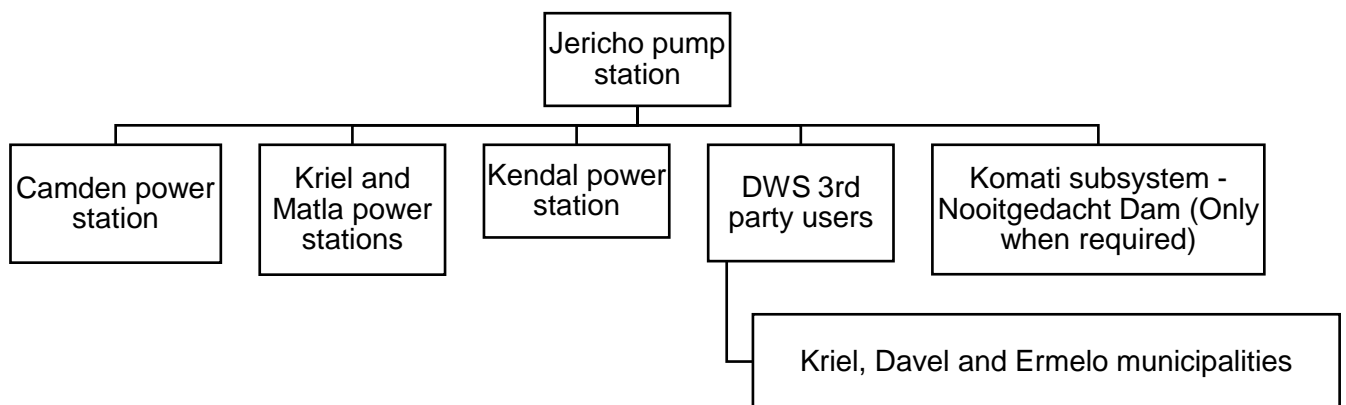 Jericho pump
station
Camden power
station
Kriel and
Matla power
stations
Kendal power
station
DWS 3rd
party users
Komati subsystem -
Nooitgedacht Dam (Only
when required)
Kriel, Davel and Ermelo municipalities